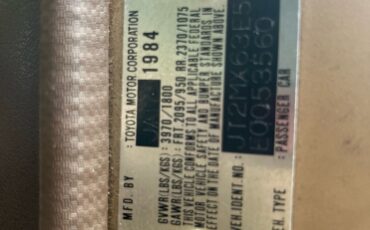 MFD. BY : TOYOTA MOTOR CORPORATION
1984
GVWR(LBS/KGS): 3970/1800
GAWR(LBS/KGS): FRT.2095/950 RR.2370/1075
THIS VEHICLE CONFORMS TO ALL APPLICABLE FEDERAL
MOTOR VEHICLE SAFETY AND BUMPER STANDARDS IN
EFFECT ON THE DATE OF MANUFACTURE SHOWN ABOVE.
VEH. IDENT. NO.: JT2MX63E5
E0053560
VEH. TYPE : PASSENGER CAR